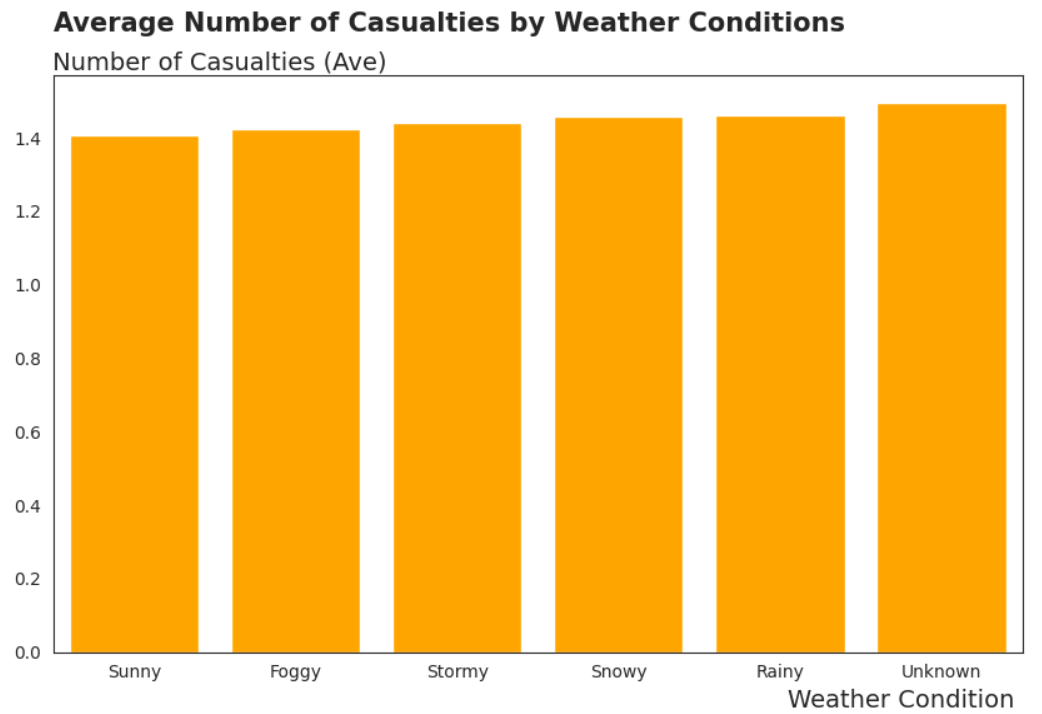 Average Number of Casualties by Weather Conditions
Number of Casualties (Ave)
1.4
1.2
1.0
0.8
0.6
0.4
0.2
0.0
Sunny Foggy Stormy Snowy Rainy Unknown
Weather Condition